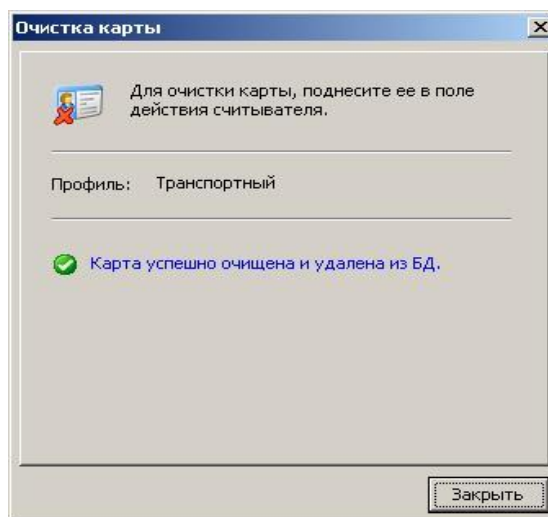 Очистка карты
Для очистки карты, поднесите ее в поле
действия считывателя.
Профиль: Транспортный
Карта успешно очищена и удалена из БД.
Закрыть